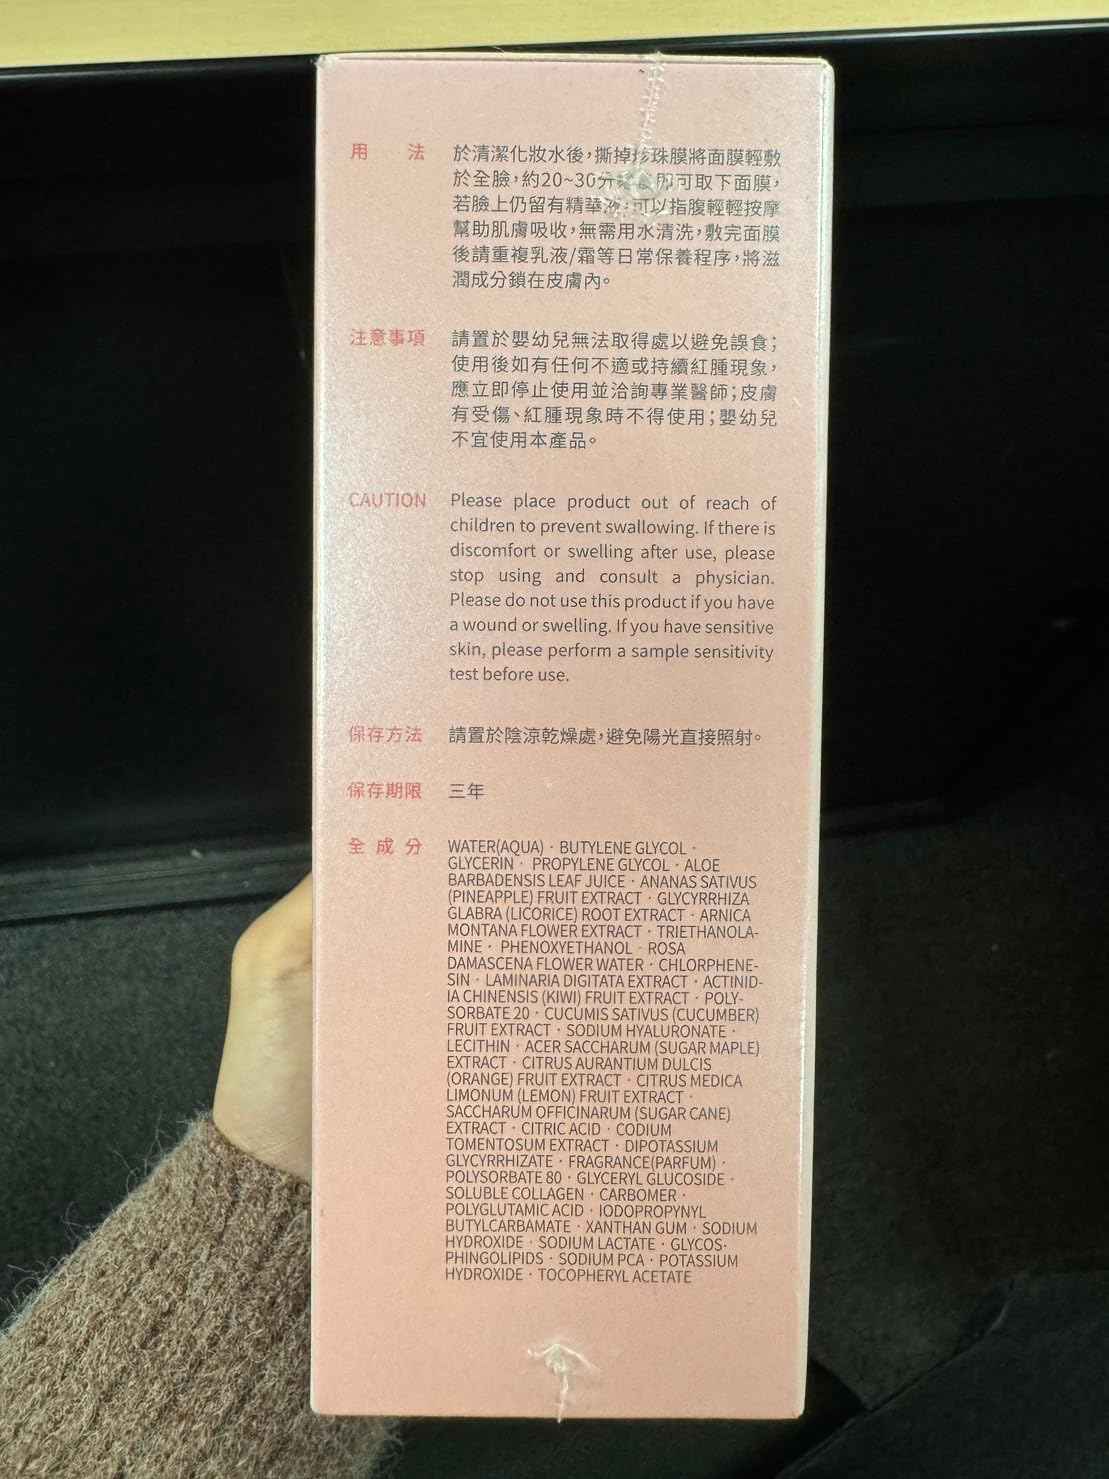 用 法 於清潔化妝水後，撕掉珍珠膜將面膜輕敷
於全臉，約20~30分鐘後即可取下面膜，
若臉上仍留有精華液，可以指腹輕輕按摩
幫助肌膚吸收，無需用水清洗，敷完面膜
後請重複乳液/霜等日常保養程序，將滋
潤成分鎖在皮膚內。
注意事項 請置於嬰幼兒無法取得處以避免誤食；
使用後如有任何不適或持續紅腫現象，
應立即停止使用並洽詢專業醫師；皮膚
有受傷、紅腫現象時不得使用；嬰幼兒
不宜使用本產品。
CAUTION Please place product out of reach of
children to prevent swallowing. If there is
discomfort or swelling after use, please
stop using and consult a physician.
Please do not use this product if you have
a wound or swelling. If you have sensitive
skin, please perform a sample sensitivity
test before use.
保存方法 請置於陰涼乾燥處，避免陽光直接照射。
保存期限 三年
全成分 WATER(AQUA)．BUTYLENE GLYCOL．
GLYCERIN．PROPYLENE GLYCOL．ALOE
BARBADENSIS LEAF JUICE．ANANAS SATIVUS
(PINEAPPLE) FRUIT EXTRACT．GLYCYRRHIZA
GLABRA (LICORICE) ROOT EXTRACT．ARNICA
MONTANA FLOWER EXTRACT．TRIETHANOLA-
MINE．PHENOXYETHANOL．ROSA
DAMASCENA FLOWER WATER．CHLORPHENE-
SIN．LAMINARIA DIGITATA EXTRACT．ACTINID-
IA CHINENSIS (KIWI) FRUIT EXTRACT．POLY-
SORBATE 20．CUCUMIS SATIVUS (CUCUMBER)
FRUIT EXTRACT．SODIUM HYALURONATE．
LECITHIN．ACER SACCHARUM (SUGAR MAPLE)
EXTRACT．CITRUS AURANTIUM DULCIS
(ORANGE) FRUIT EXTRACT．CITRUS MEDICA
LIMONUM (LEMON) FRUIT EXTRACT．
SACCHARUM OFFICINARUM (SUGAR CANE)
EXTRACT．CITRIC ACID．CODIUM
TOMENTOSUM EXTRACT．DIPOTASSIUM
GLYCYRRHIZATE．FRAGRANCE(PARFUM)．
POLYSORBATE 80．GLYCERYL GLUCOSIDE．
SOLUBLE COLLAGEN．CARBOMER．
POLYGLUTAMIC ACID．IODOPROPYNYL
BUTYLCARBAMATE．XANTHAN GUM．SODIUM
HYDROXIDE．SODIUM LACTATE．GLYCOS-
PHINGOLIPIDS．SODIUM PCA．POTASSIUM
HYDROXIDE．TOCOPHERYL ACETATE